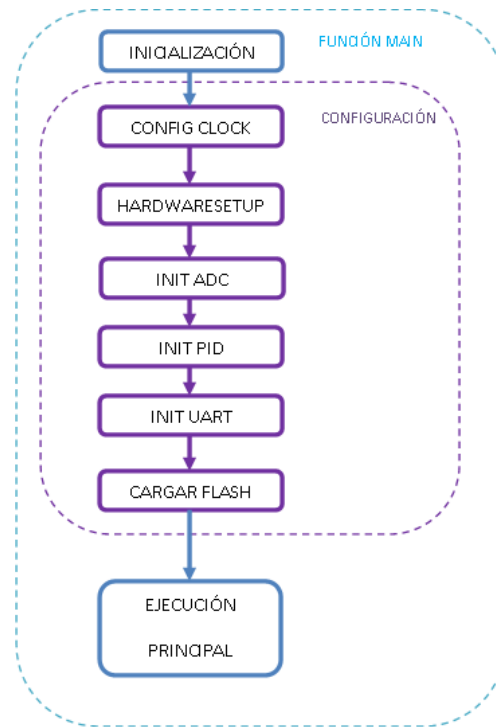 INICIALIZACIÓN
FUNCIÓN MAIN
CONFIG CLOCK
CONFIGURACIÓN
HARDWARESETUP
INIT ADC
INIT PID
INIT UART
CARGAR FLASH
EJECUCIÓN
PRINCIPAL